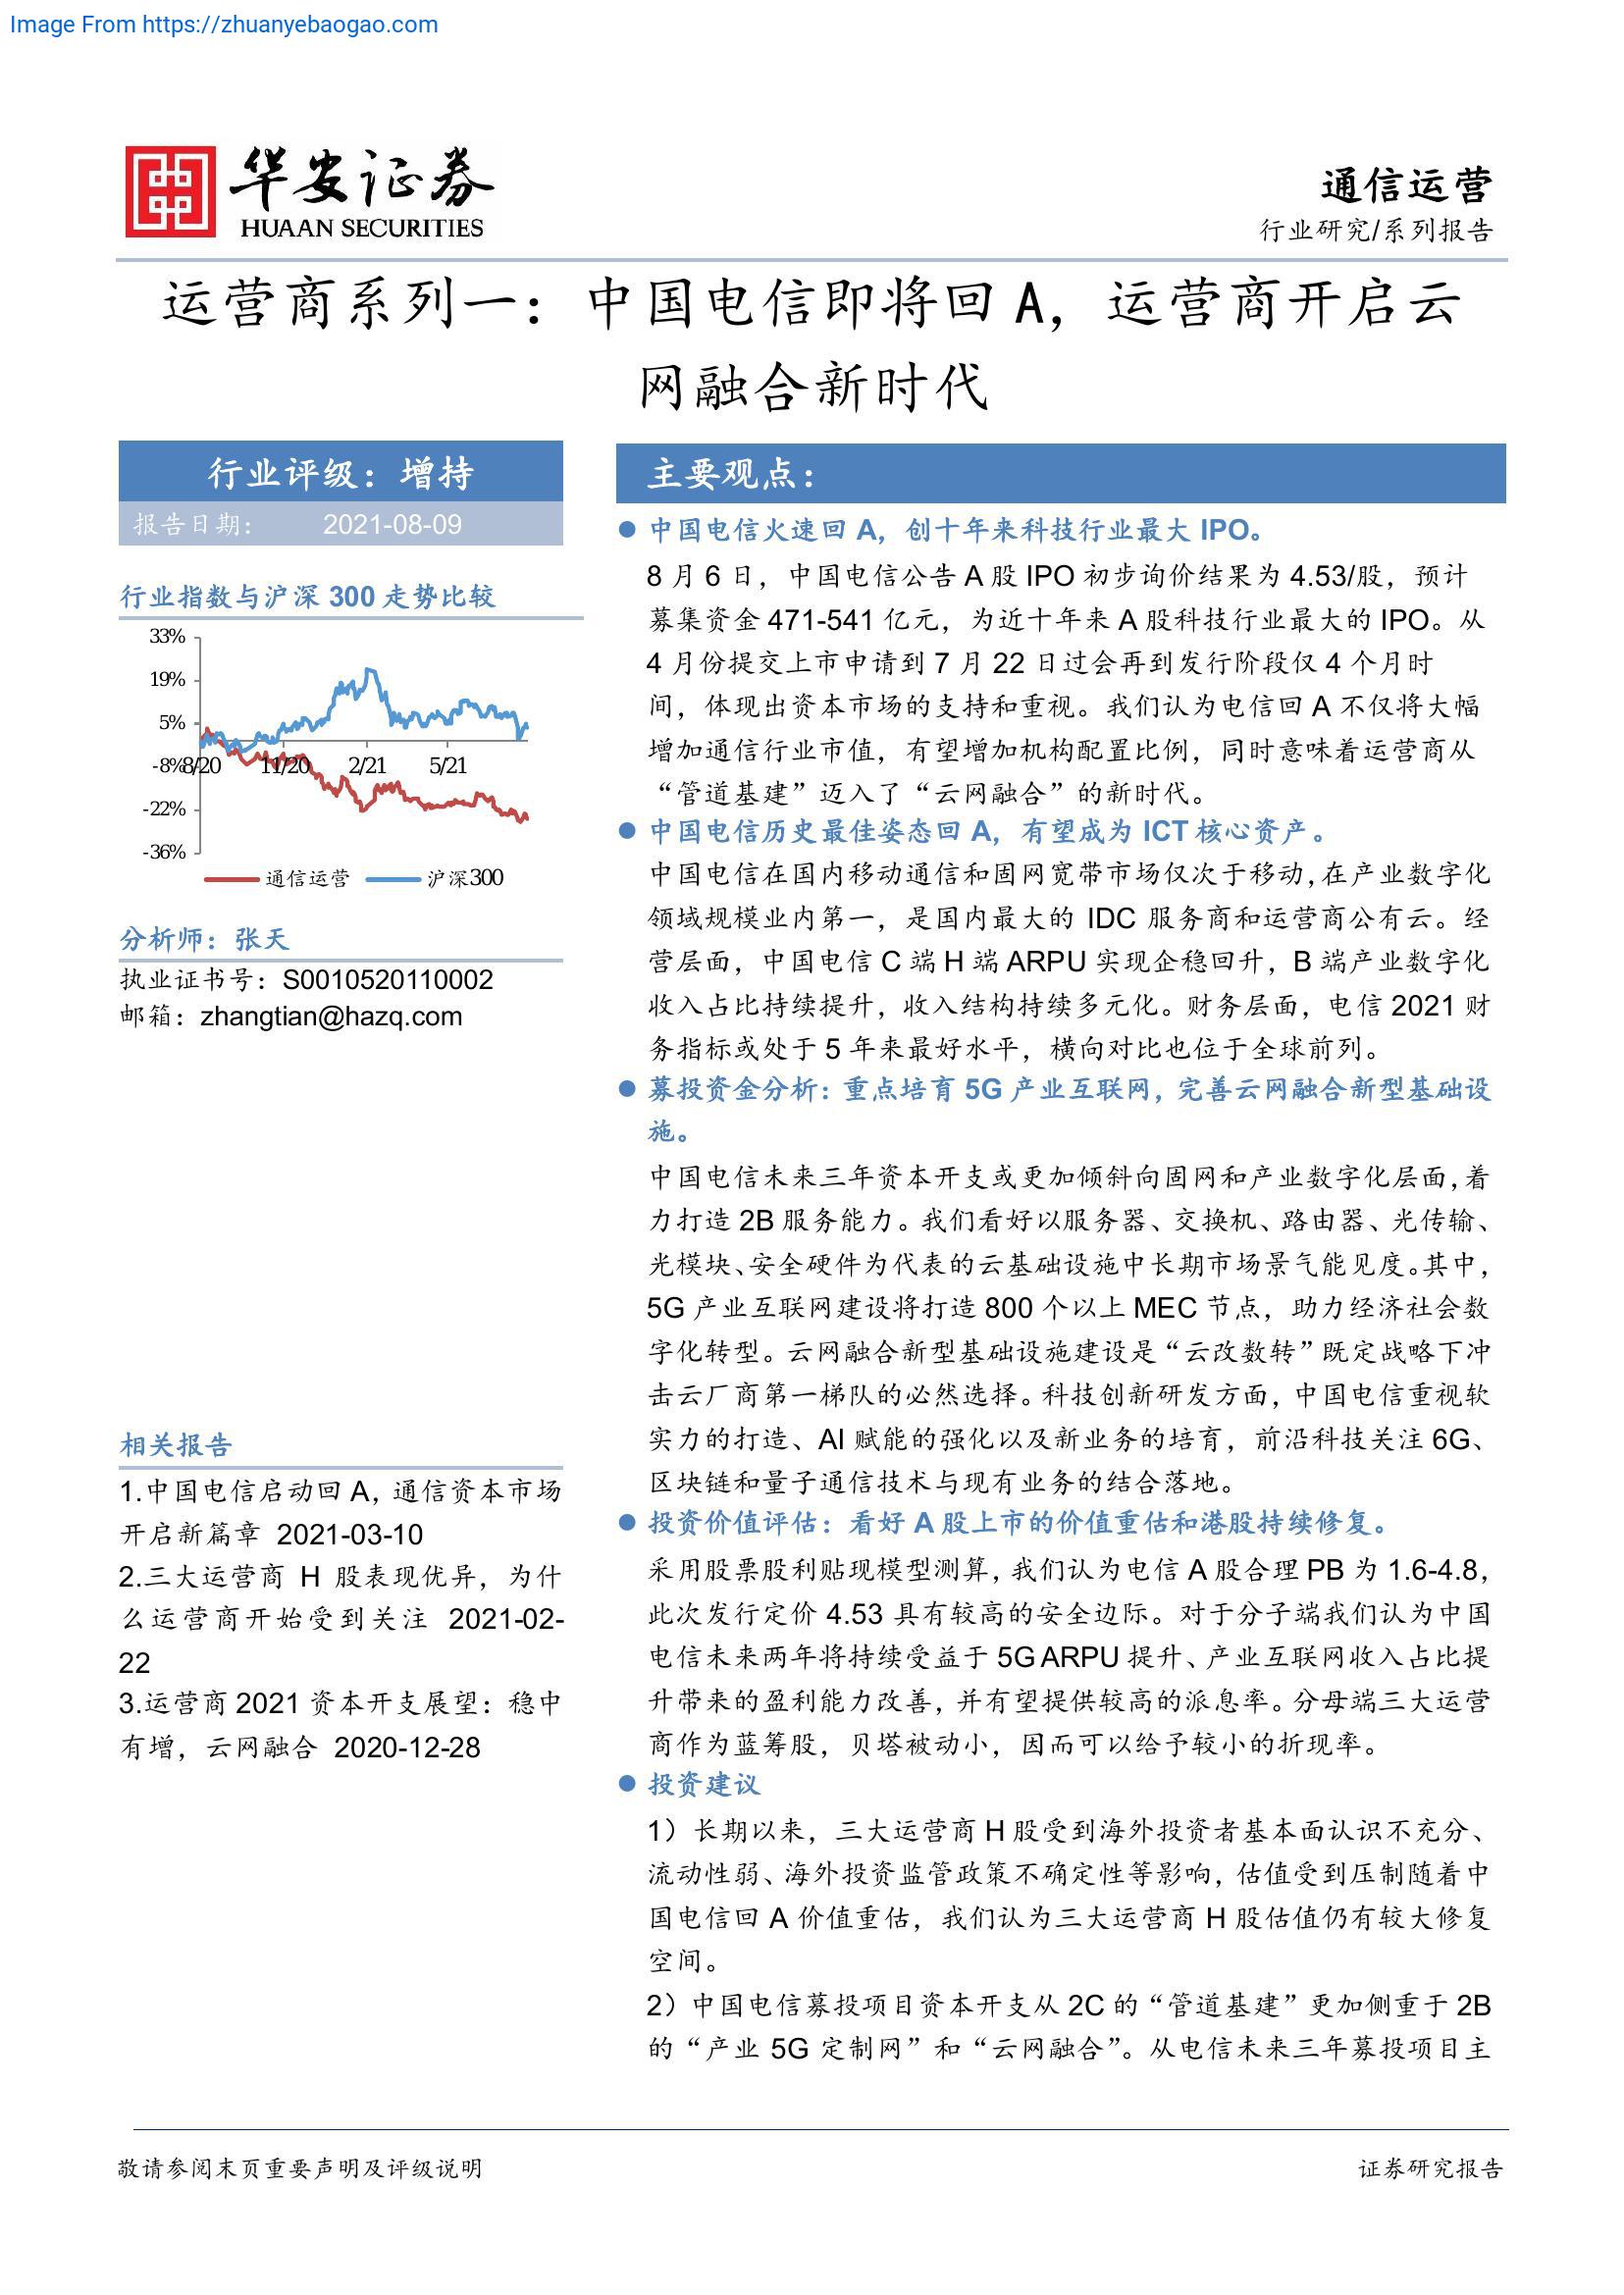 Image From https://zhuanyebaogao.com
华安证券
HUAAN SECURITIES
通信运营
行业研究/系列报告
运营商系列一：中国电信即将回 A，运营商开启云
网融合新时代
行业评级：增持
报告日期： 2021-08-09
行业指数与沪深 300 走势比较
33%
19%
5%
-8%
-22%
-36%
8/20 11/20 2/21 5/21
通信运营 沪深300
分析师：张天
执业证书号：S0010520110002
邮箱：zhangtian@hazq.com
相关报告
1.中国电信启动回 A，通信资本市场
开启新篇章 2021-03-10
2.三大运营商 H 股表现优异，为什
么运营商开始受到关注 2021-02-
22
3.运营商 2021 资本开支展望：稳中
有增，云网融合 2020-12-28
主要观点：
● 中国电信火速回 A，创十年来科技行业最大 IPO。
8 月 6 日，中国电信公告 A 股 IPO 初步询价结果为 4.53/股，预计
募集资金 471-541 亿元，为近十年来 A 股科技行业最大的 IPO。从
4 月份提交上市申请到 7 月 22 日过会再到发行阶段仅 4 个月时
间，体现出资本市场的支持和重视。我们认为电信回 A 不仅将大幅
增加通信行业市值，有望增加机构配置比例，同时意味着运营商从
“管道基建”迈入了“云网融合”的新时代。
● 中国电信历史最佳姿态回 A，有望成为 ICT 核心资产。
中国电信在国内移动通信和固网宽带市场仅次于移动，在产业数字化
领域规模业内第一，是国内最大的 IDC 服务商和运营商公有云。经
营层面，中国电信 C 端 H 端 ARPU 实现企稳回升，B 端产业数字化
收入占比持续提升，收入结构持续多元化。财务层面，电信 2021 财
务指标或处于 5 年来最好水平，横向对比也位于全球前列。
● 募投资金分析：重点培育 5G 产业互联网，完善云网融合新型基础设
施。
中国电信未来三年资本开支或更加倾斜向固网和产业数字化层面，着
力打造 2B 服务能力。我们看好以服务器、交换机、路由器、光传输、
光模块、安全硬件为代表的云基础设施中长期市场景气能见度。其中，
5G 产业互联网建设将打造 800 个以上 MEC 节点，助力经济社会数
字化转型。云网融合新型基础设施建设是“云改数转”既定战略下冲
击云厂商第一梯队的必然选择。科技创新研发方面，中国电信重视软
实力的打造、AI 赋能的强化以及新业务的培育，前沿科技关注 6G、
区块链和量子通信技术与现有业务的结合落地。
● 投资价值评估：看好 A 股上市的价值重估和港股持续修复。
采用股票股利贴现模型测算，我们认为电信 A 股合理 PB 为 1.6-4.8，
此次发行定价 4.53 具有较高的安全边际。对于分子端我们认为中国
电信未来两年将持续受益于 5G ARPU 提升、产业互联网收入占比提
升带来的盈利能力改善，并有望提供较高的派息率。分母端三大运营
商作为蓝筹股，贝塔被动小，因而可以给予较小的折现率。
● 投资建议
1）长期以来，三大运营商 H 股受到海外投资者基本面认识不充分、
流动性弱、海外投资监管政策不确定性等影响，估值受到压制随着中
国电信回 A 价值重估，我们认为三大运营商 H 股估值仍有较大修复
空间。
2）中国电信募投项目资本开支从 2C 的“管道基建”更加侧重于 2B
的“产业 5G 定制网”和“云网融合”。从电信未来三年募投项目主
敬请参阅末页重要声明及评级说明
证券研究报告